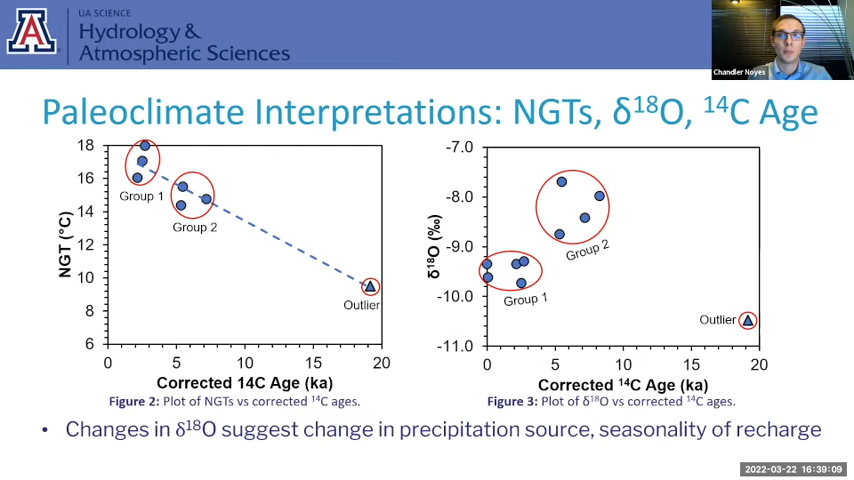 UA SCIENCE
Hydrology &
Atmospheric Sciences
Chandler Noyes
Paleoclimate Interpretations: NGTs, δ¹⁸O, ¹⁴C Age
18
16
14
12
10
8
6
NGT (°C)
Group 1
Group 2
Outlier
0 5 10 15 20
Corrected 14C Age (ka)
Figure 2: Plot of NGTs vs corrected ¹⁴C ages.
-7.0
-8.0
-9.0
-10.0
-11.0
δ¹⁸O (‰)
Group 2
Group 1
Outlier
0 5 10 15 20
Corrected ¹⁴C Age (ka)
Figure 3: Plot of δ¹⁸O vs corrected ¹⁴C ages.
• Changes in δ¹⁸O suggest change in precipitation source, seasonality of recharge
2022-03-22 16:39:09